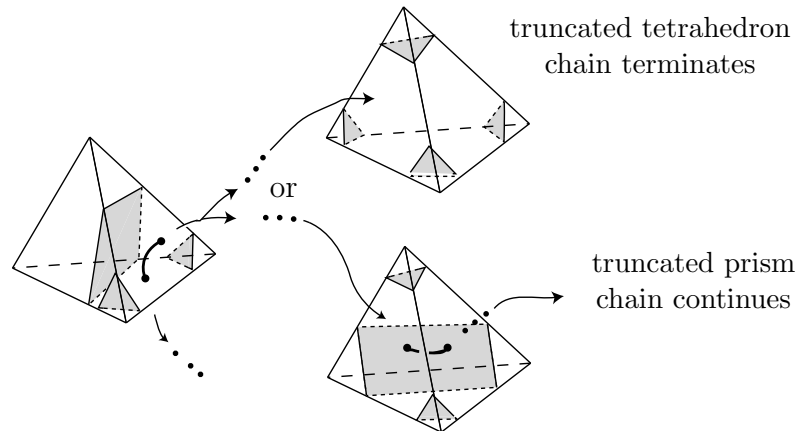 truncated tetrahedron
chain terminates
or
truncated prism
chain continues